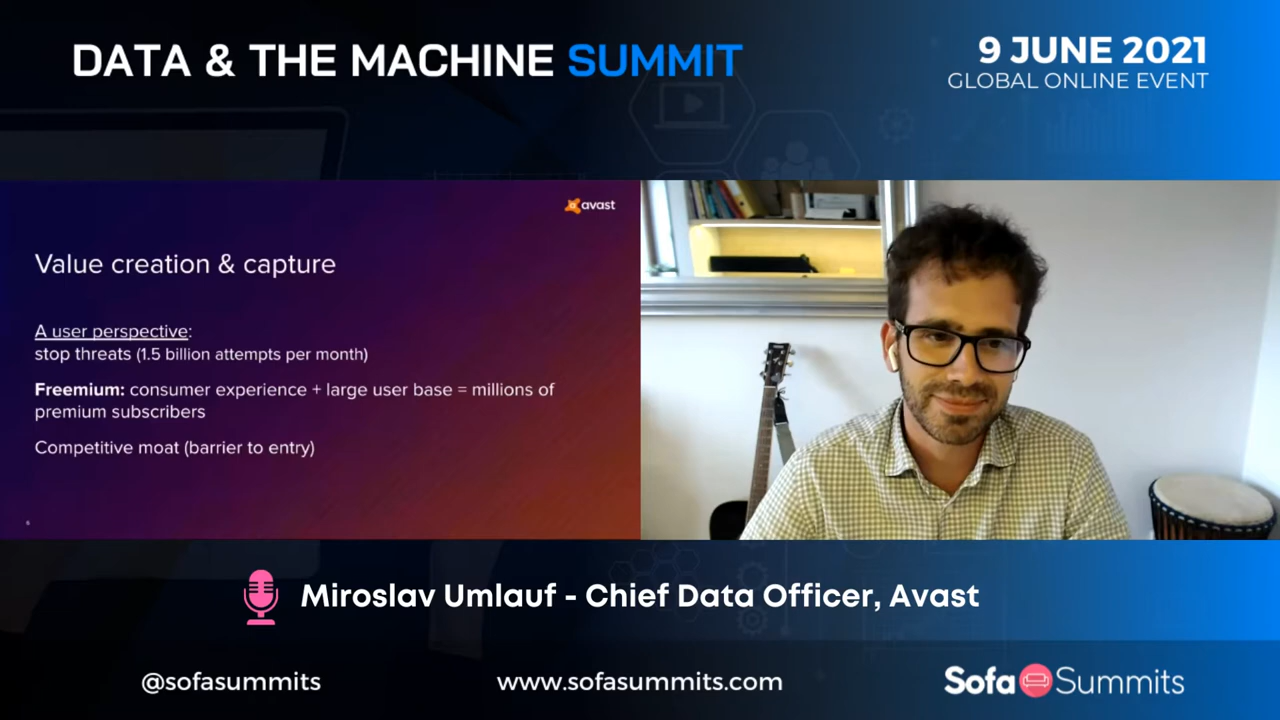 DATA & THE MACHINE SUMMIT
9 JUNE 2021
GLOBAL ONLINE EVENT
avast
Value creation & capture
A user perspective:
stop threats (1.5 billion attempts per month)
Freemium: consumer experience + large user base = millions of
premium subscribers
Competitive moat (barrier to entry)
6
Miroslav Umlauf - Chief Data Officer, Avast
@sofasummits
www.sofasummits.com
Sofa Summits